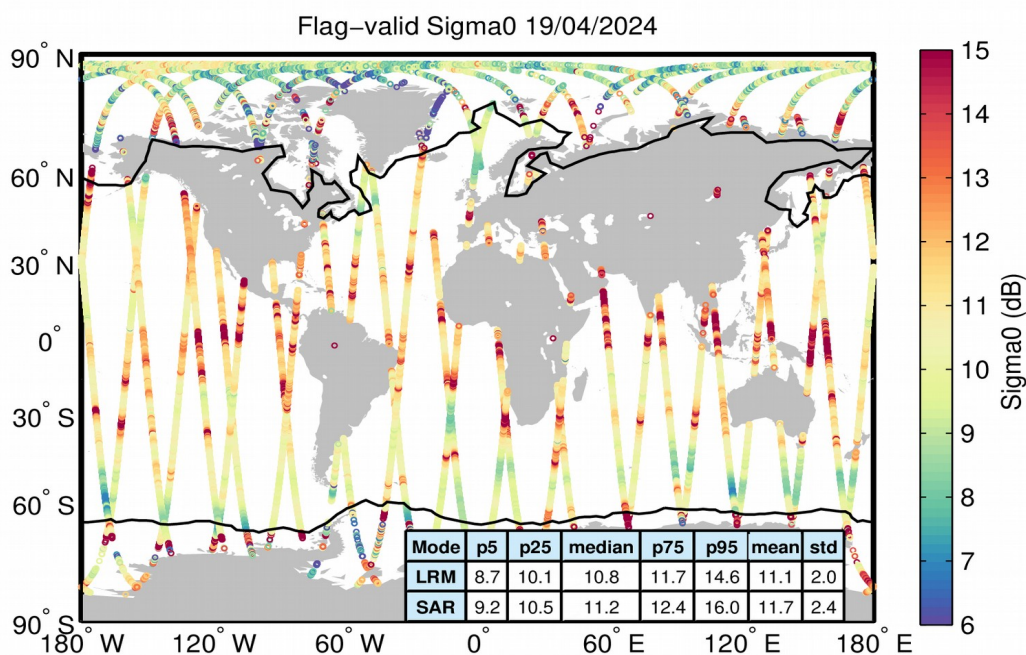 Flag−valid Sigma0 19/04/2024
90° N
60° N
30° N
0°
30° S
60° S
90° S
180° W
120° W
60° W
0°
60° E
120° E
180° E
15
14
13
12
11
10
9
8
7
6
Sigma0 (dB)
Mode p5 p25 median p75 p95 mean std
LRM 8.7 10.1 10.8 11.7 14.6 11.1 2.0
SAR 9.2 10.5 11.2 12.4 16.0 11.7 2.4